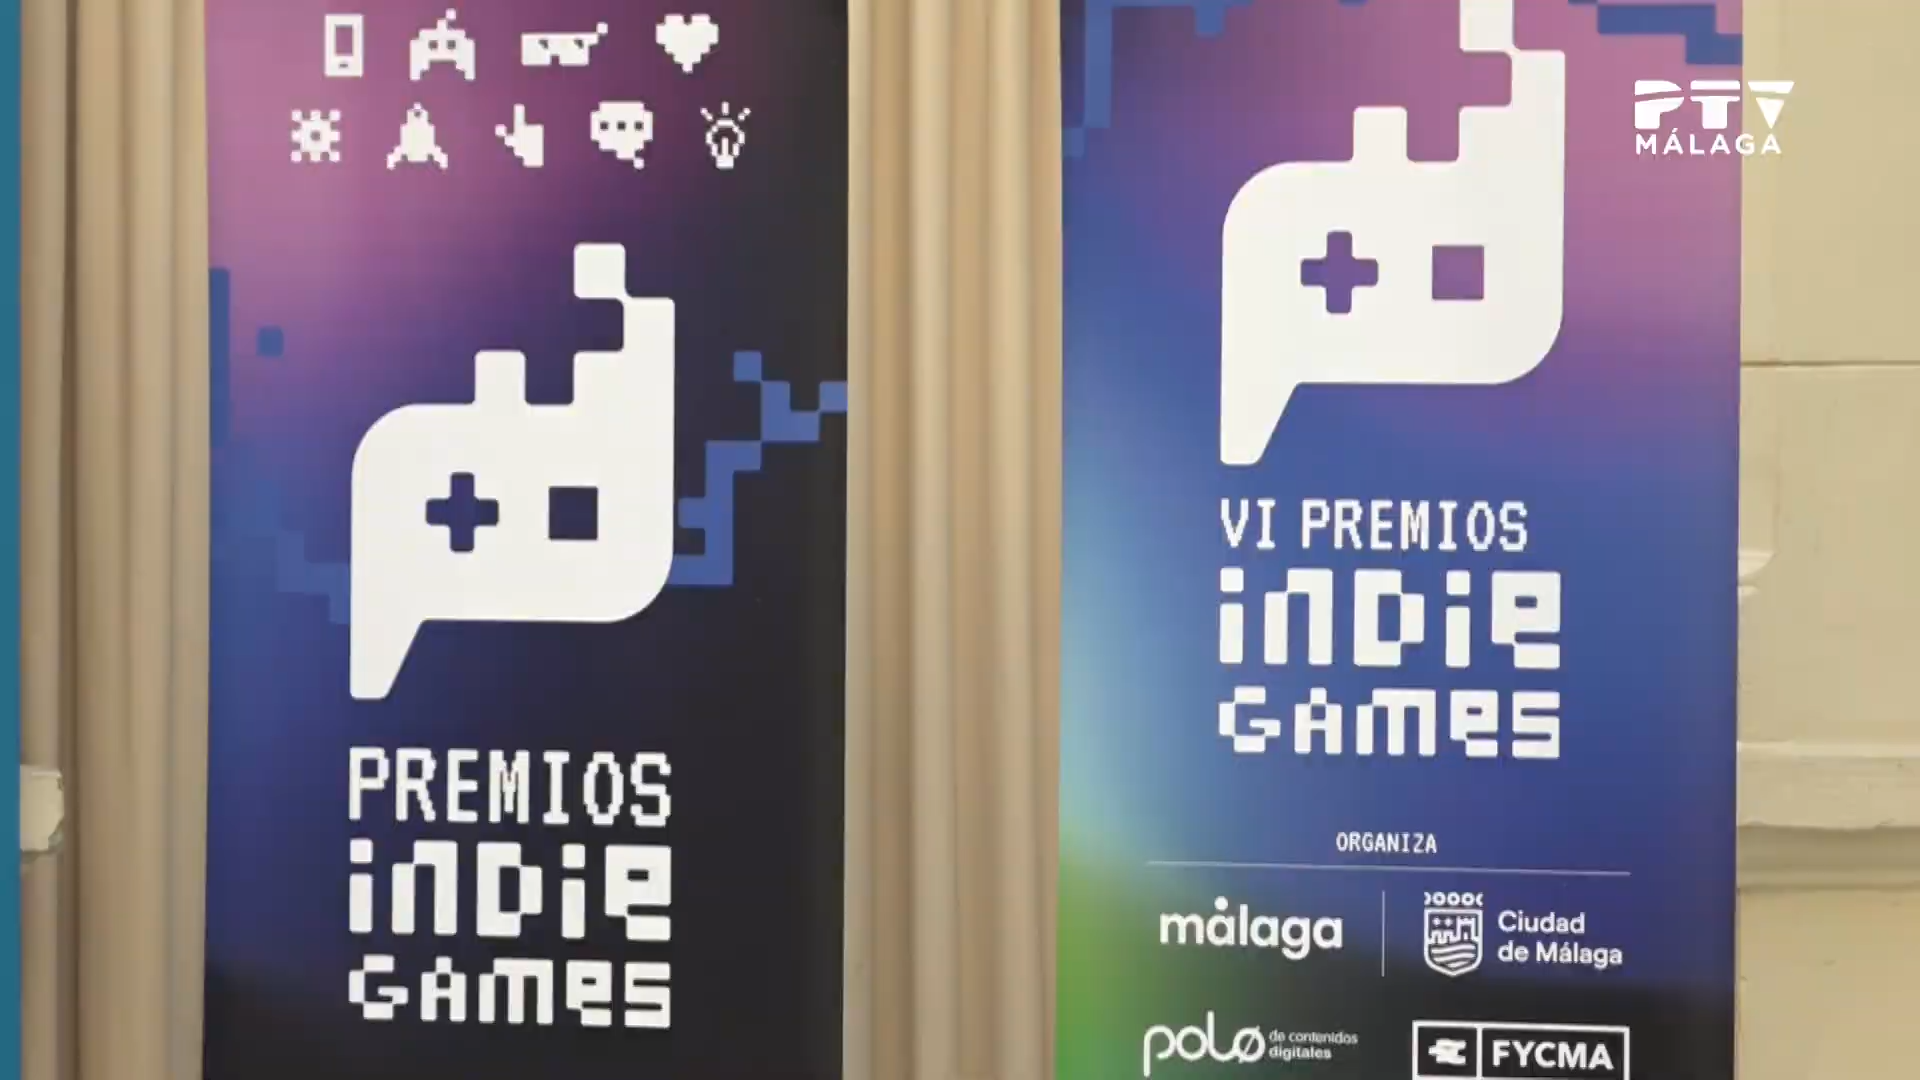 PTV
MÁLAGA
PREMIOS
inDie
GAmes
VI PREMIOS
inDie
GAmes
ORGANIZA
málaga
Ciudad
de Málaga
polo
de contenidos
digitales
FYCMA